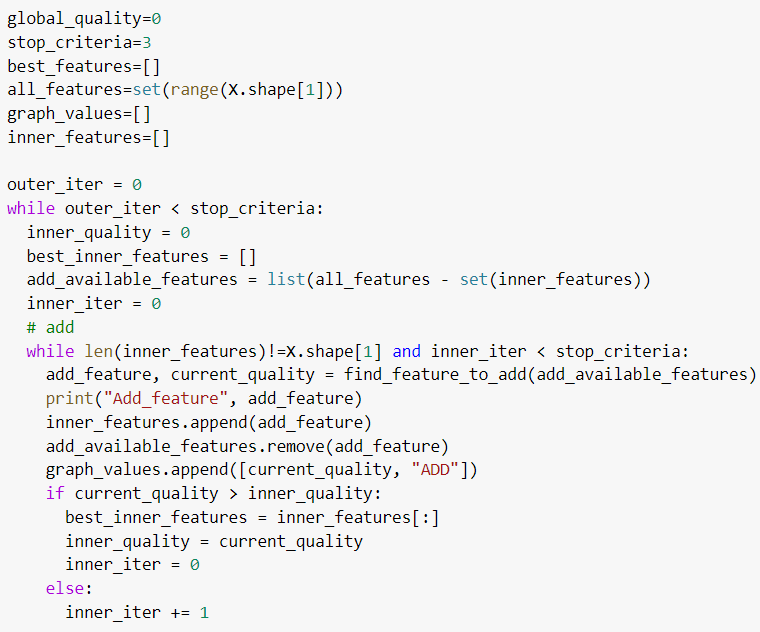 global_quality=0
stop_criteria=3
best_features=[]
all_features=set(range(X.shape[1]))
graph_values=[]
inner_features=[]

outer_iter = 0
while outer_iter < stop_criteria:
  inner_quality = 0
  best_inner_features = []
  add_available_features = list(all_features - set(inner_features))
  inner_iter = 0
  # add
  while len(inner_features)!=X.shape[1] and inner_iter < stop_criteria:
    add_feature, current_quality = find_feature_to_add(add_available_features)
    print("Add_feature", add_feature)
    inner_features.append(add_feature)
    add_available_features.remove(add_feature)
    graph_values.append([current_quality, "ADD"])
    if current_quality > inner_quality:
      best_inner_features = inner_features[:]
      inner_quality = current_quality
      inner_iter = 0
    else:
      inner_iter += 1